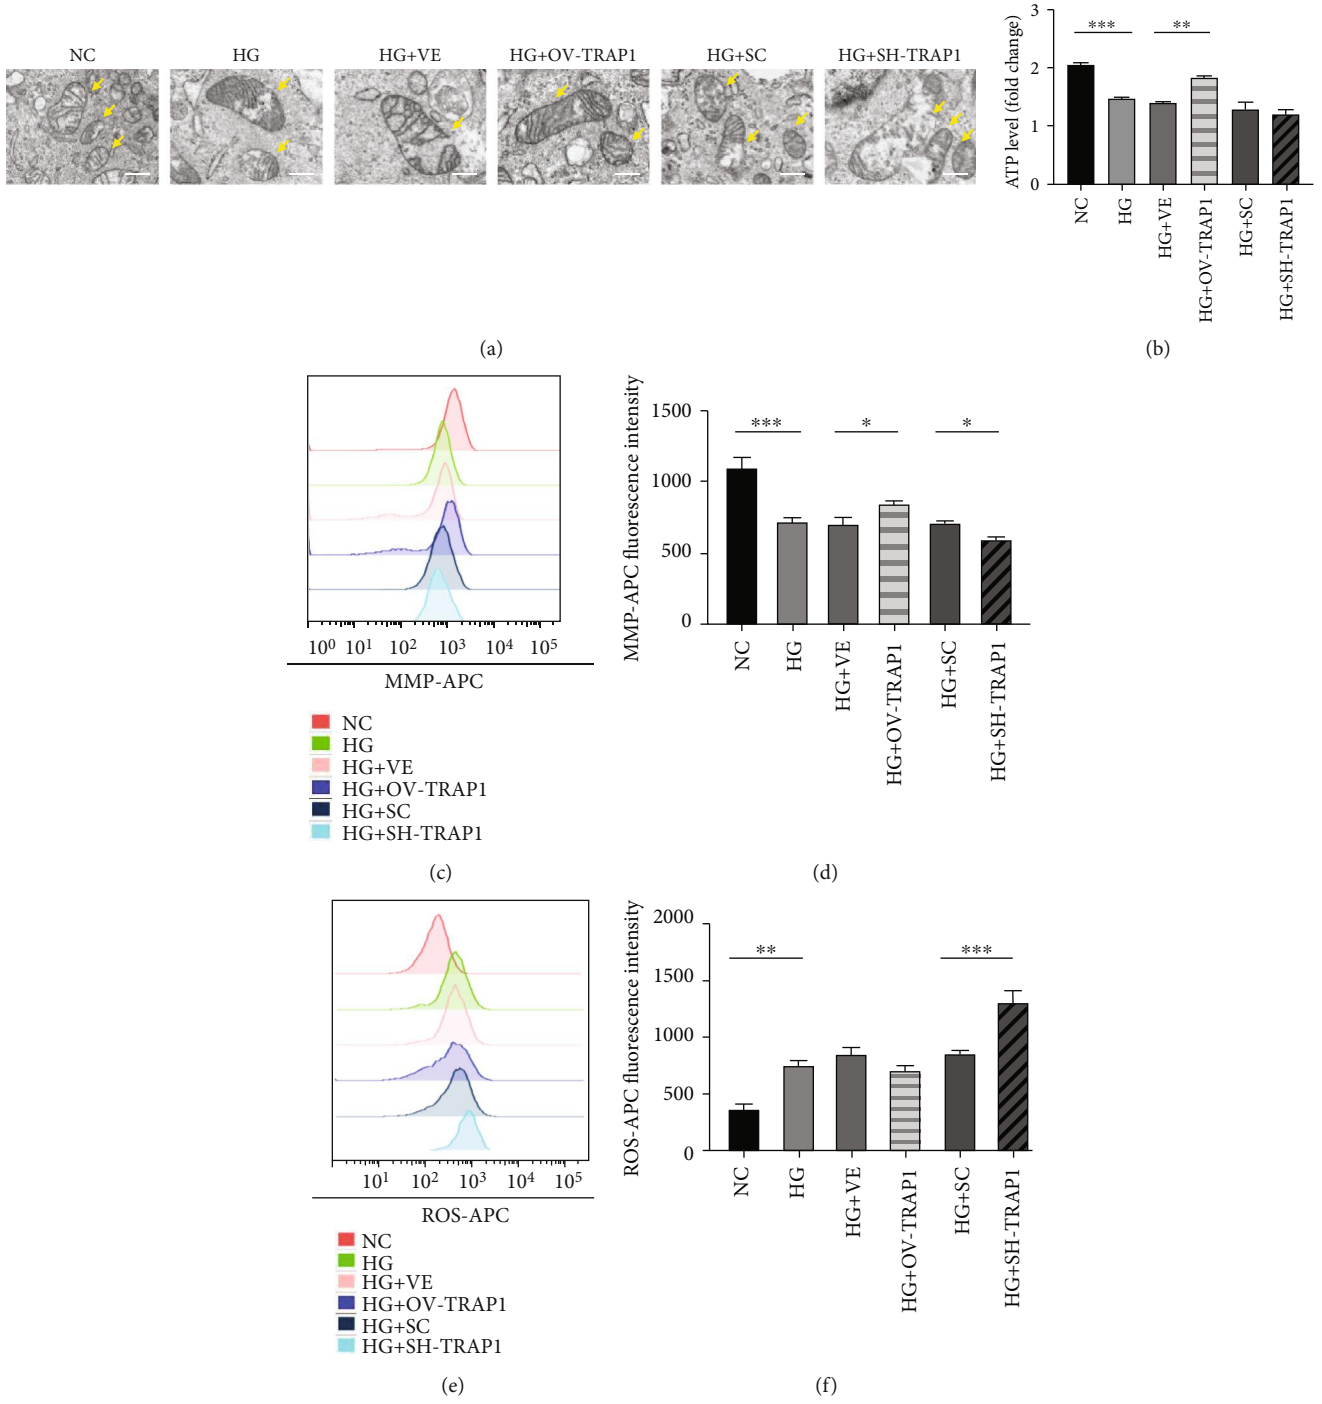 NC
HG
HG+VE
HG+OV-TRAP1
HG+SC
HG+SH-TRAP1
(a)
ATP level (fold change)
3
2
1
0
***
**
NC
HG
HG+VE
HG+OV-TRAP1
HG+SC
HG+SH-TRAP1
(b)
10⁰ 10¹ 10² 10³ 10⁴ 10⁵
MMP-APC
NC
HG
HG+VE
HG+OV-TRAP1
HG+SC
HG+SH-TRAP1
(c)
MMP-APC fluorescence intensity
1500
1000
500
0
***
*
*
NC
HG
HG+VE
HG+OV-TRAP1
HG+SC
HG+SH-TRAP1
(d)
10¹ 10² 10³ 10⁴ 10⁵
ROS-APC
NC
HG
HG+VE
HG+OV-TRAP1
HG+SC
HG+SH-TRAP1
(e)
ROS-APC fluorescence intensity
2000
1500
1000
500
0
**
***
NC
HG
HG+VE
HG+OV-TRAP1
HG+SC
HG+SH-TRAP1
(f)